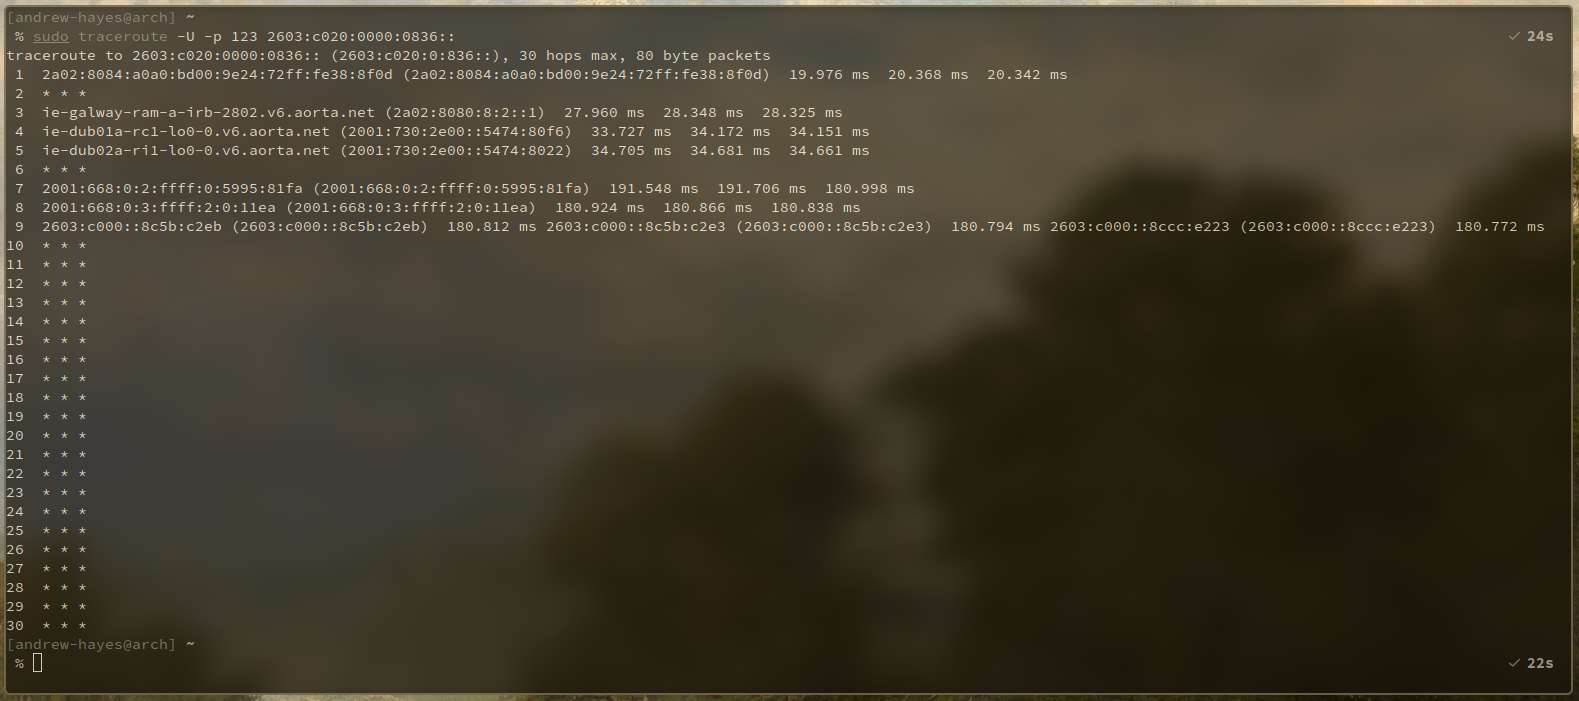 [andrew-hayes@arch] ~
% sudo traceroute -U -p 123 2603:c020:0000:0836:: ✓ 24s
traceroute to 2603:c020:0000:0836:: (2603:c020:0:836::), 30 hops max, 80 byte packets
1 2a02:8084:a0a0:bd00:9e24:72ff:fe38:8f0d (2a02:8084:a0a0:bd00:9e24:72ff:fe38:8f0d) 19.976 ms 20.368 ms 20.342 ms
2 * * *
3 ie-galway-ram-a-irb-2802.v6.aorta.net (2a02:8080:8:2::1) 27.960 ms 28.348 ms 28.325 ms
4 ie-dub01a-rc1-lo0-0.v6.aorta.net (2001:730:2e00::5474:80f6) 33.727 ms 34.172 ms 34.151 ms
5 ie-dub02a-ri1-lo0-0.v6.aorta.net (2001:730:2e00::5474:8022) 34.705 ms 34.681 ms 34.661 ms
6 * * *
7 2001:668:0:2:ffff:0:5995:81fa (2001:668:0:2:ffff:0:5995:81fa) 191.548 ms 191.706 ms 180.998 ms
8 2001:668:0:3:ffff:2:0:11ea (2001:668:0:3:ffff:2:0:11ea) 180.924 ms 180.866 ms 180.838 ms
9 2603:c000::8c5b:c2eb (2603:c000::8c5b:c2eb) 180.812 ms 2603:c000::8c5b:c2e3 (2603:c000::8c5b:c2e3) 180.794 ms 2603:c000::8ccc:e223 (2603:c000::8ccc:e223) 180.772 ms
10 * * *
11 * * *
12 * * *
13 * * *
14 * * *
15 * * *
16 * * *
17 * * *
18 * * *
19 * * *
20 * * *
21 * * *
22 * * *
23 * * *
24 * * *
25 * * *
26 * * *
27 * * *
28 * * *
29 * * *
30 * * *
[andrew-hayes@arch] ~
% ✓ 22s